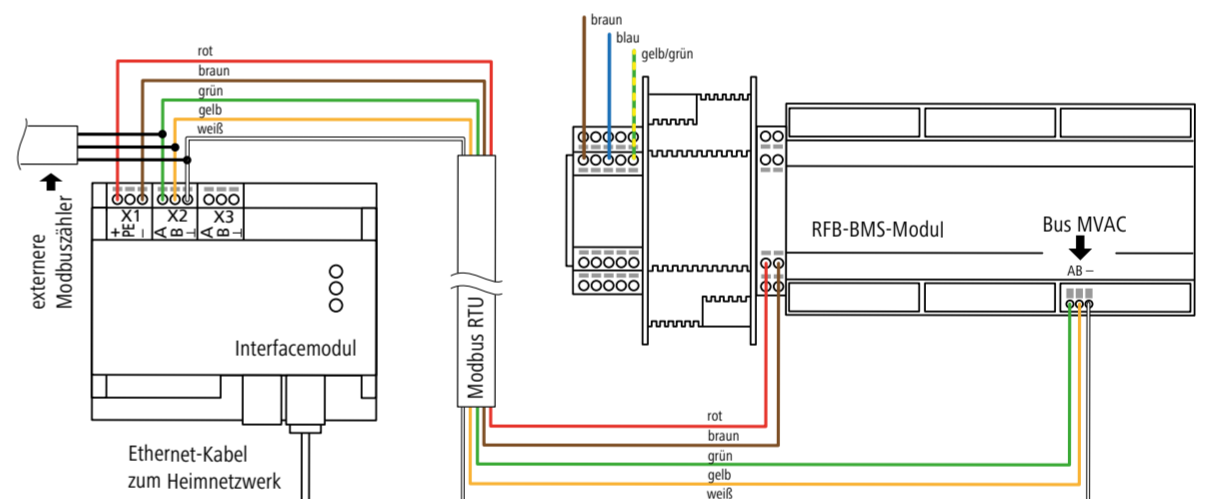 braun
blau
gelb/grün
rot
braun
grün
gelb
weiß
externere
Modbuszähler
X1
X2
X3
+ PE –
A B ⊥
A B ⊥
Interfacemodul
Modbus RTU
RFB-BMS-Modul
Bus MVAC
AB –
Ethernet-Kabel
zum Heimnetzwerk
rot
braun
grün
gelb
weiß